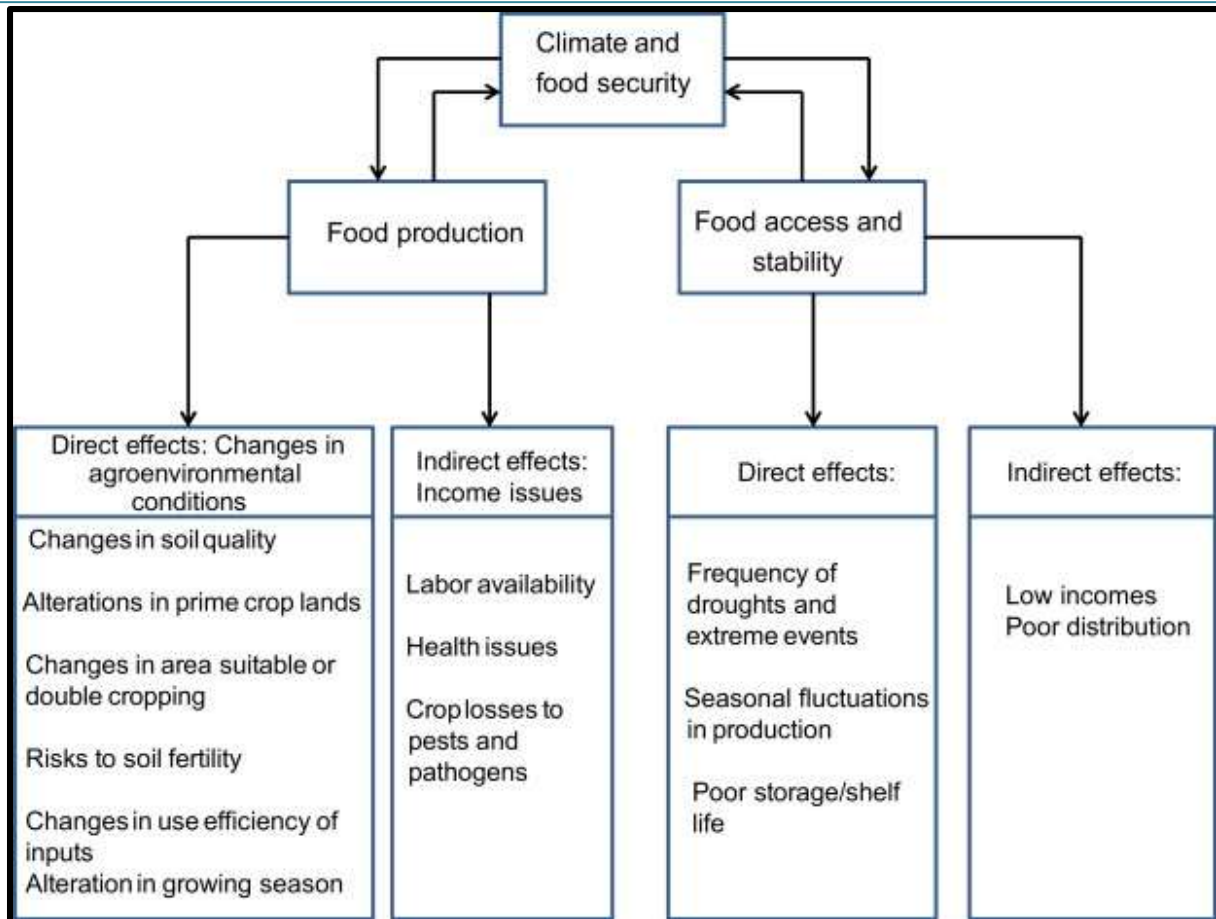 Climate and
food security
Food production
Food access and
stability
Direct effects: Changes in
agroenvironmental
conditions
Changes in soil quality
Alterations in prime crop lands
Changes in area suitable or
double cropping
Risks to soil fertility
Changes in use efficiency of
inputs
Alteration in growing season
Indirect effects:
Income issues
Labor availability
Health issues
Crop losses to
pests and
pathogens
Direct effects:
Frequency of
droughts and
extreme events
Seasonal fluctuations
in production
Poor storage/shelf
life
Indirect effects:
Low incomes
Poor distribution